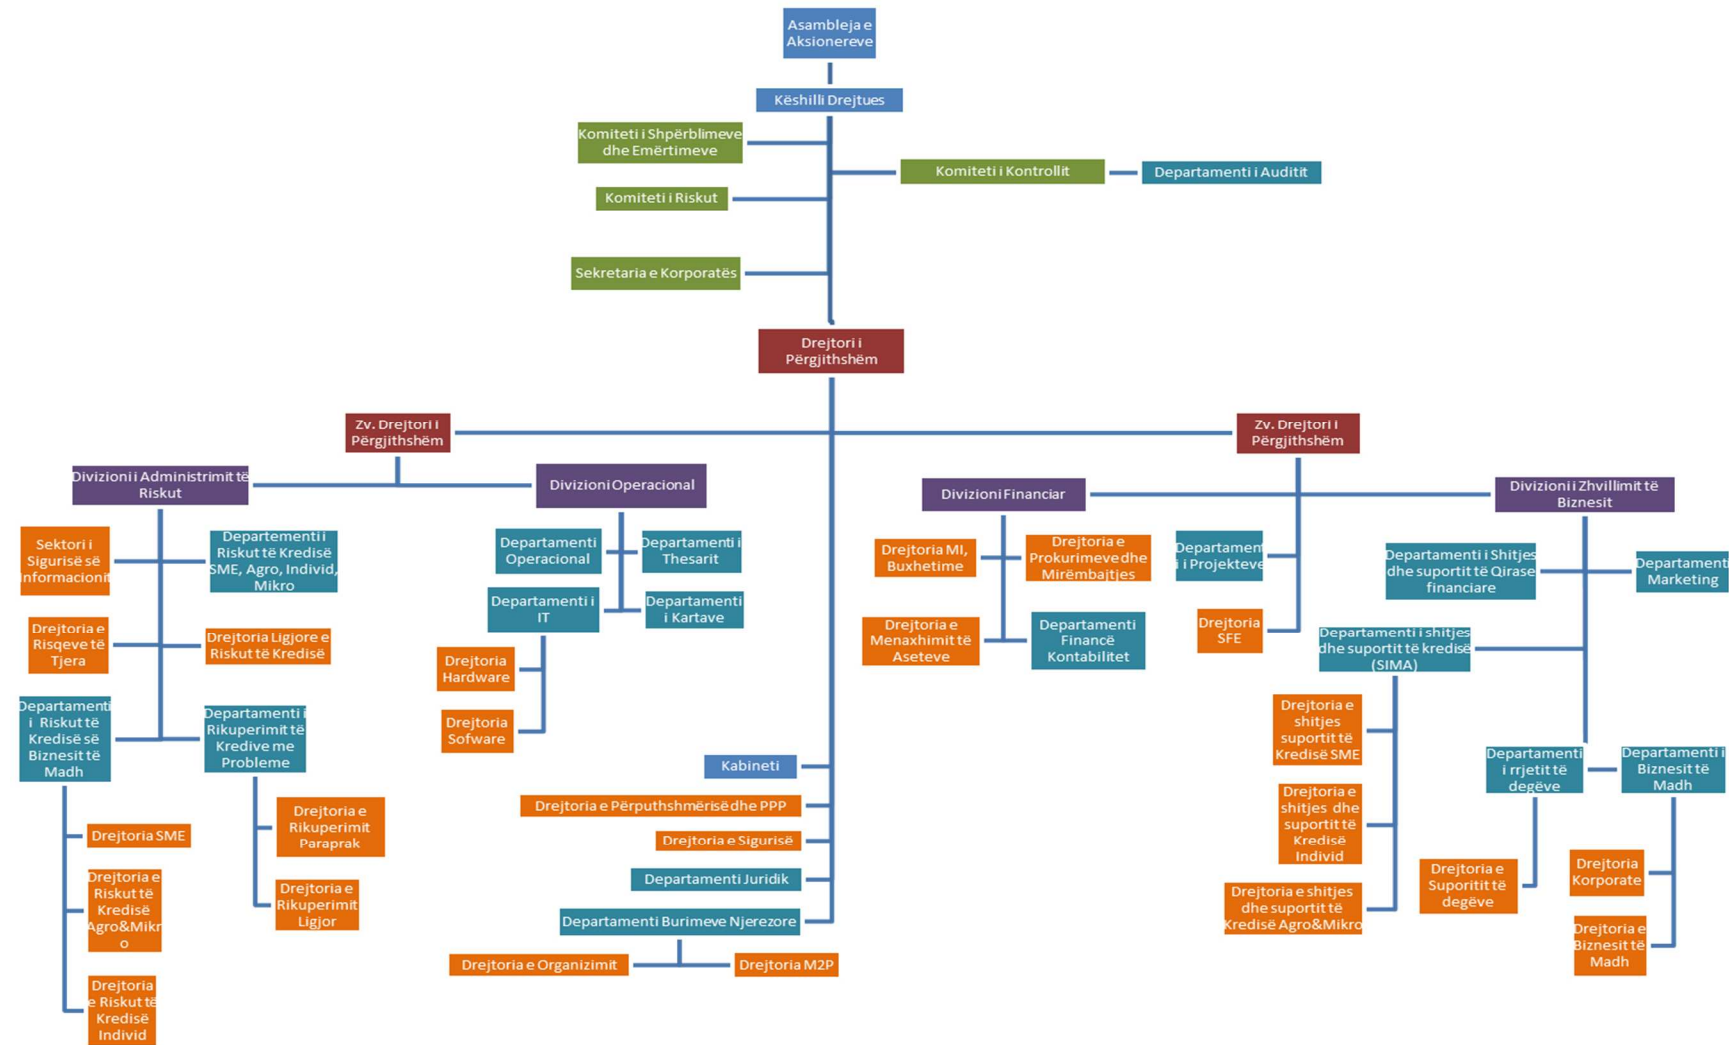 Asambleja e
Aksionereve
Këshilli Drejtues
Komiteti i Shpërblimeve
dhe Emërtimeve
Komiteti i Kontrollit
Departamenti i Auditit
Komiteti i Riskut
Sekretaria e Korporatës
Drejtori i
Përgjithshëm
Zv. Drejtori i
Përgjithshëm
Zv. Drejtori i
Përgjithshëm
Divizioni i Administrimit të
Riskut
Divizioni Operacional
Divizioni Financiar
Divizioni i Zhvillimit të
Biznesit
Sektori i
Sigurisë së
Informacionit
Departementi i
Riskut të Kredisë
SME, Agro, Individ,
Mikro
Drejtoria e
Risqeve të
Tjera
Drejtoria Ligjore e
Riskut të Kredisë
Departamenti
i Riskut të
Kredisë së
Biznesit të
Madh
Departamenti i
Rikuperimit të
Kredive me
Probleme
Drejtoria SME
Drejtoria e
Riskut të
Kredisë
Agro&Mikr
o
Drejtoria
e Riskut të
Kredisë
Individ
Drejtoria e
Rikuperimit
Paraprak
Drejtoria e
Rikuperimit
Ligjor
Departamenti
Operacional
Departamenti i
Thesarit
Departamenti i
IT
Departamenti
i Kartave
Drejtoria
Hardware
Drejtoria
Sofware
Kabineti
Drejtoria e Përputhshmërisë dhe PPP
Drejtoria e Sigurisë
Departamenti Juridik
Departamenti Burimeve Njerezore
Drejtoria e Organizimit
Drejtoria M2P
Drejtoria MI,
Buxhetime
Drejtoria e
Prokurimeve dhe
Mirëmbajtjes
Drejtoria e
Menaxhimit të
Aseteve
Departamenti
Financë
Kontabilitet
Departament
i i Projekteve
Drejtoria
SFE
Departamenti i Shitjes
dhe suportit të Qirase
financiare
Departamenti
Marketing
Departamenti i shitjes
dhe suportit të kredisë
(SIMA)
Drejtoria e
shitjes
suportit të
Kredisë SME
Drejtoria e
shitjes dhe
suportit të
Kredisë
Individ
Drejtoria e shitjes
dhe suportit të
Kredisë Agro&Mikro
Departamenti
i rrjetit të
degëve
Departamenti i
Biznesit të
Madh
Drejtoria e
Suporitit të
degëve
Drejtoria
Korporate
Drejtoria e
Biznesit të
Madh